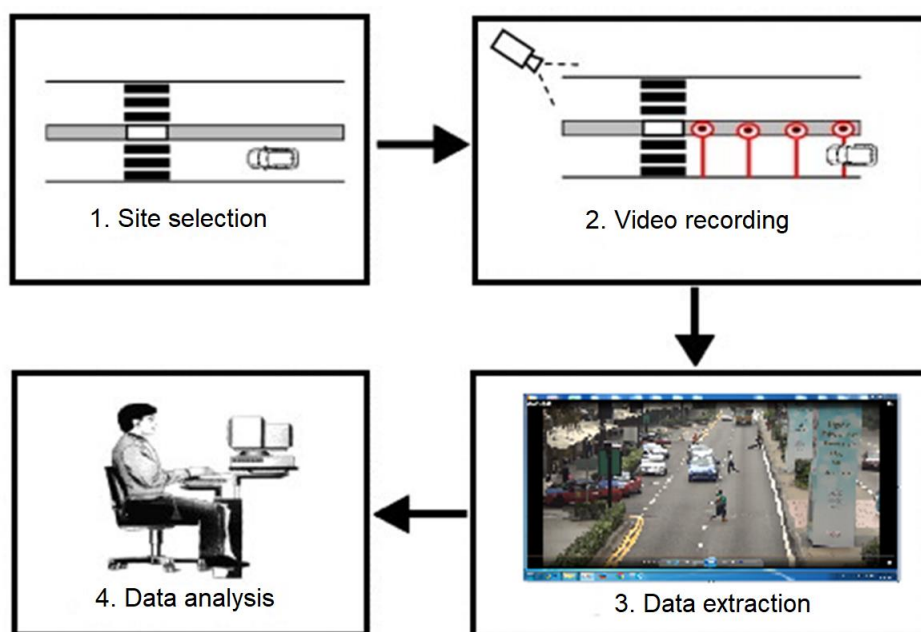 1. Site selection
2. Video recording
3. Data extraction
4. Data analysis